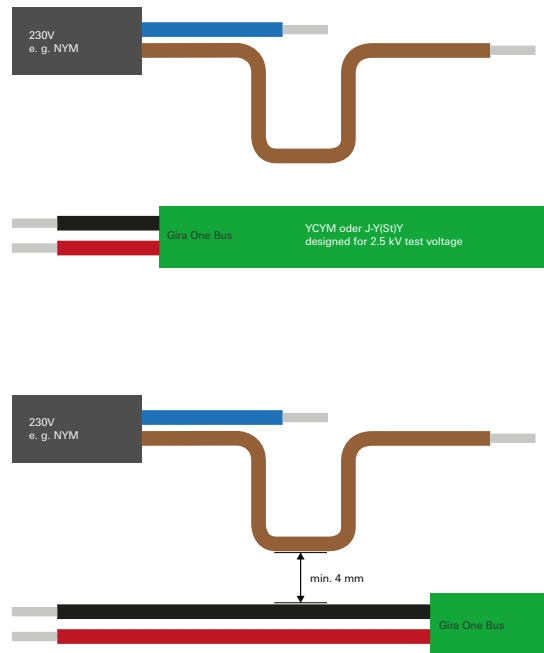 230V
e. g. NYM
Gira One Bus
YCYM oder J-Y(St)Y
designed for 2.5 kV test voltage
230V
e. g. NYM
min. 4 mm
Gira One Bus